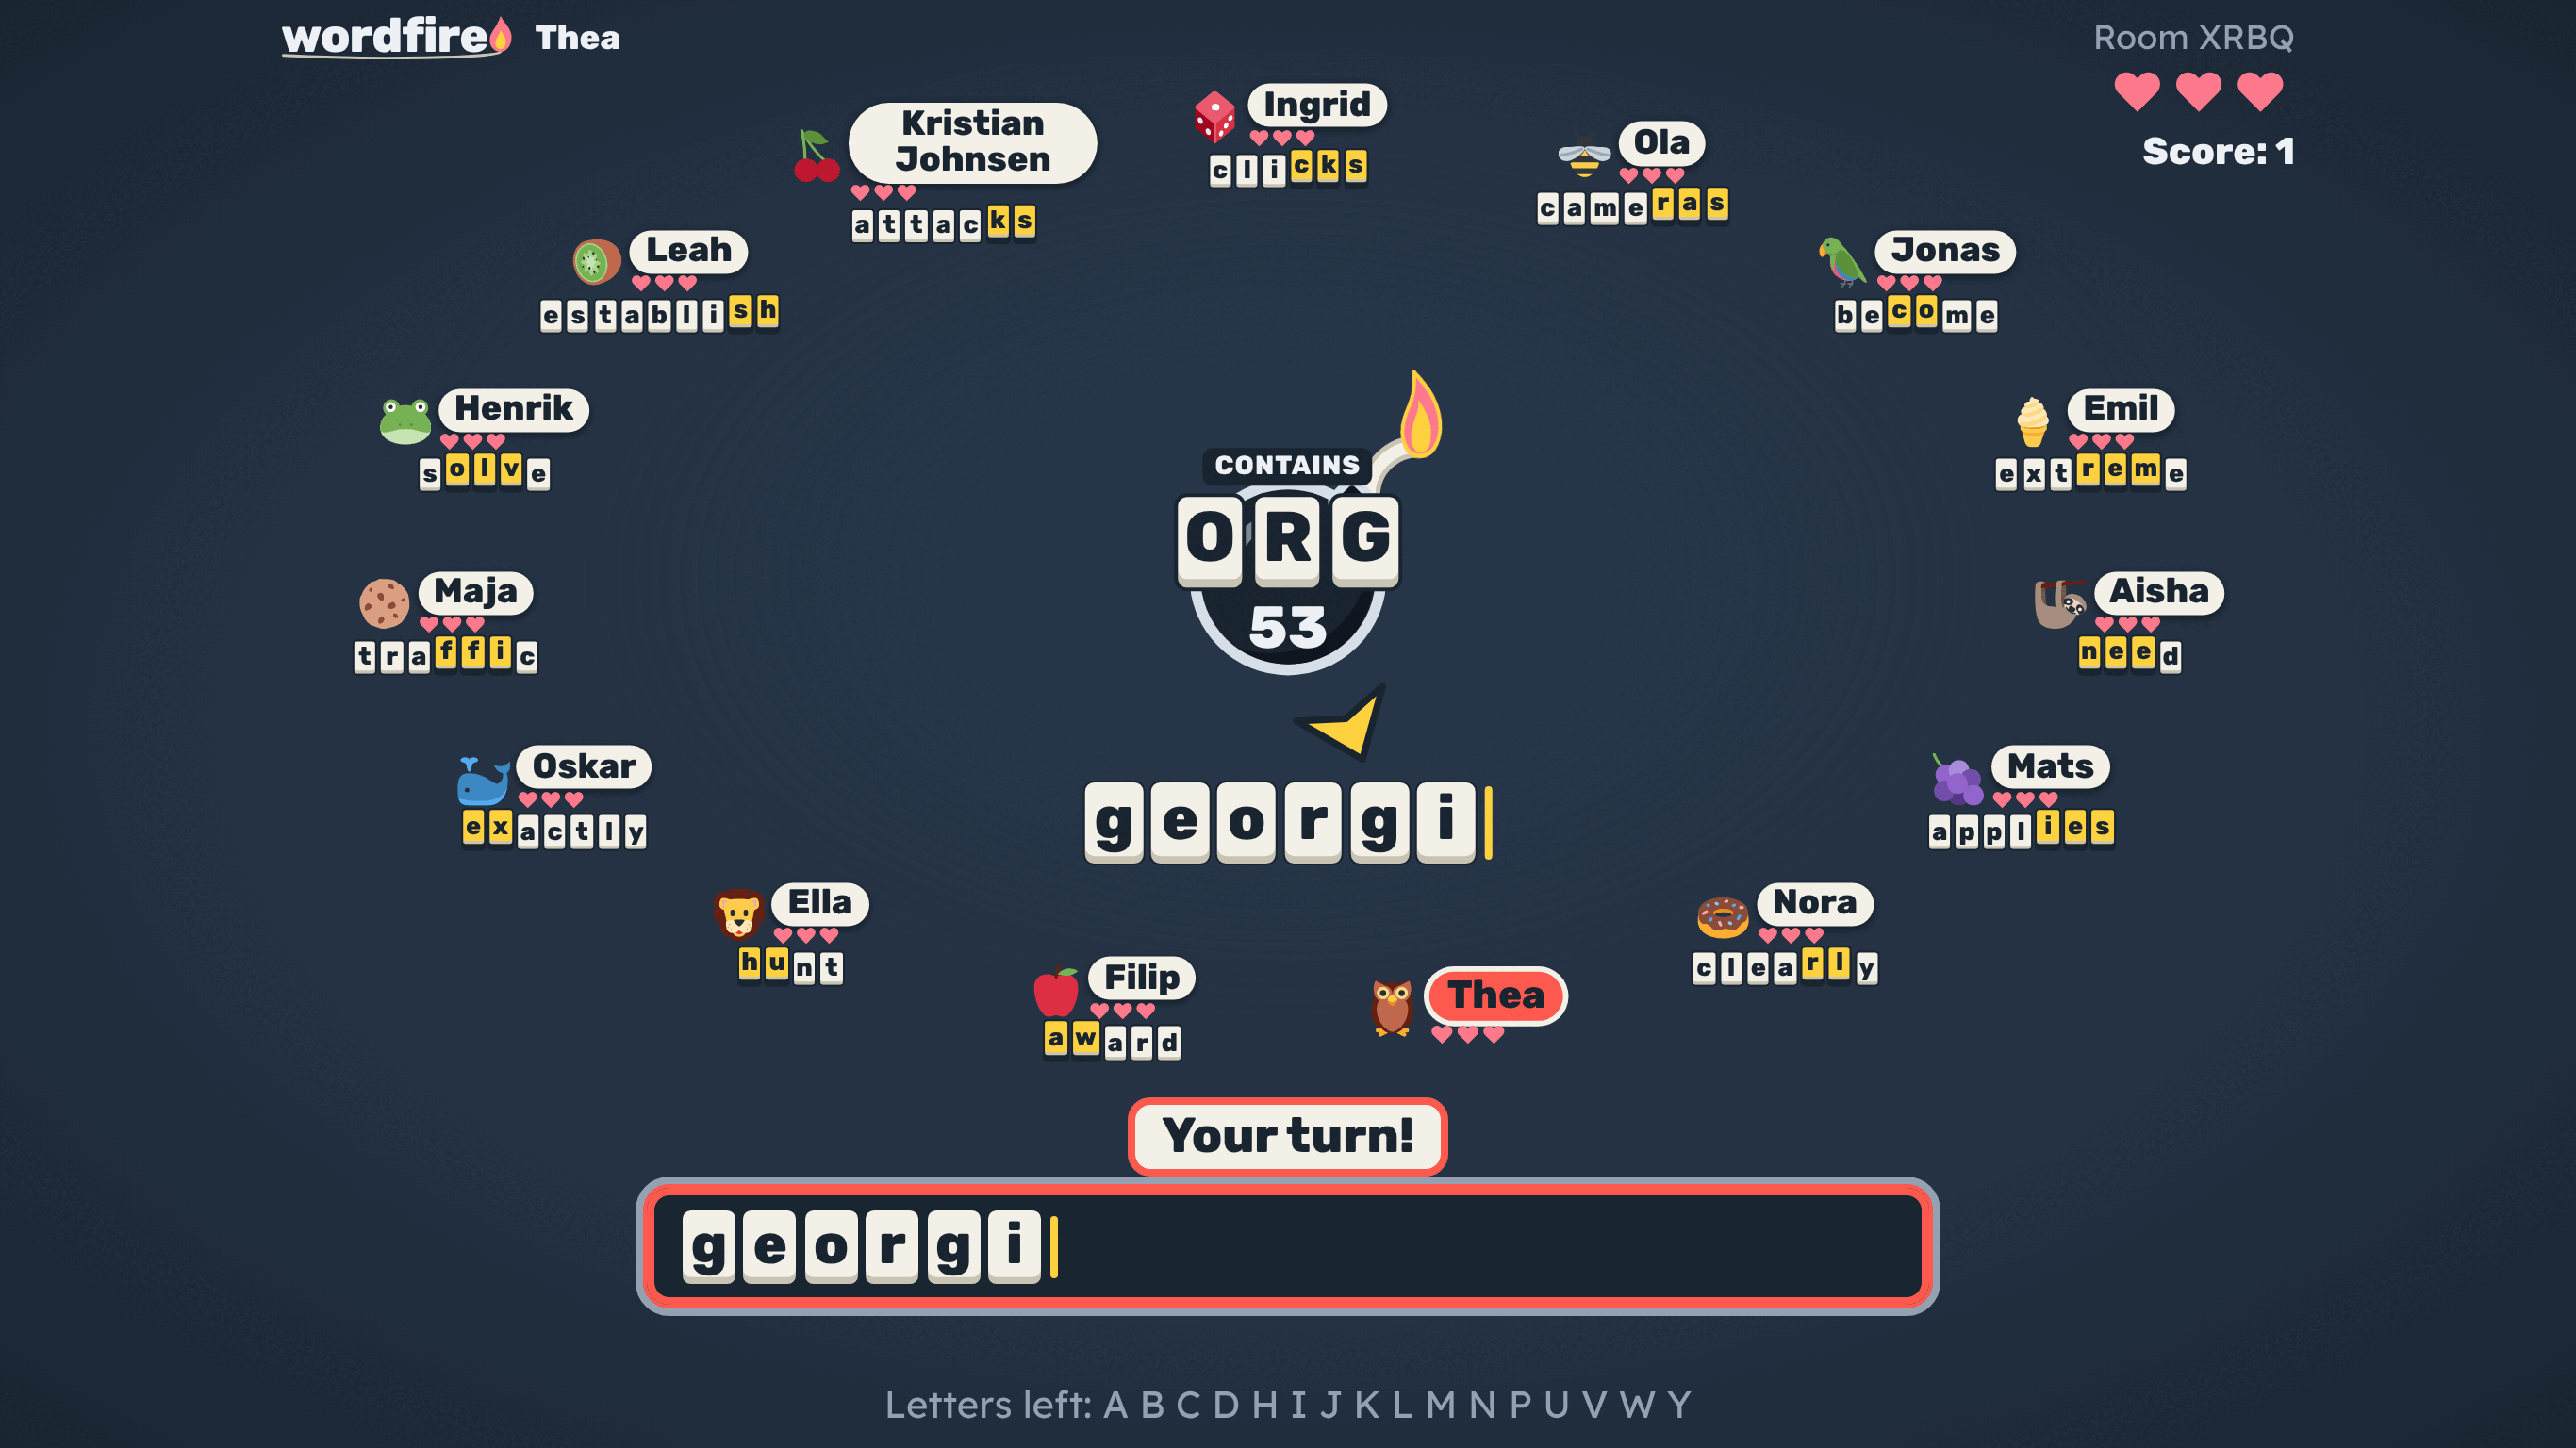 wordfire Thea
Room XRBQ
Score: 1
Kristian
Johnsen
attacks
Ingrid
clicks
Ola
cameras
Leah
establish
Jonas
become
Henrik
solve
Emil
extreme
CONTAINS
ORG
53
Maja
traffic
Aisha
need
Oskar
exactly
georgi
Mats
applies
Ella
hunt
Nora
clearly
Filip
award
Thea
Your turn!
georgi
Letters left: A B C D H I J K L M N P U V W Y